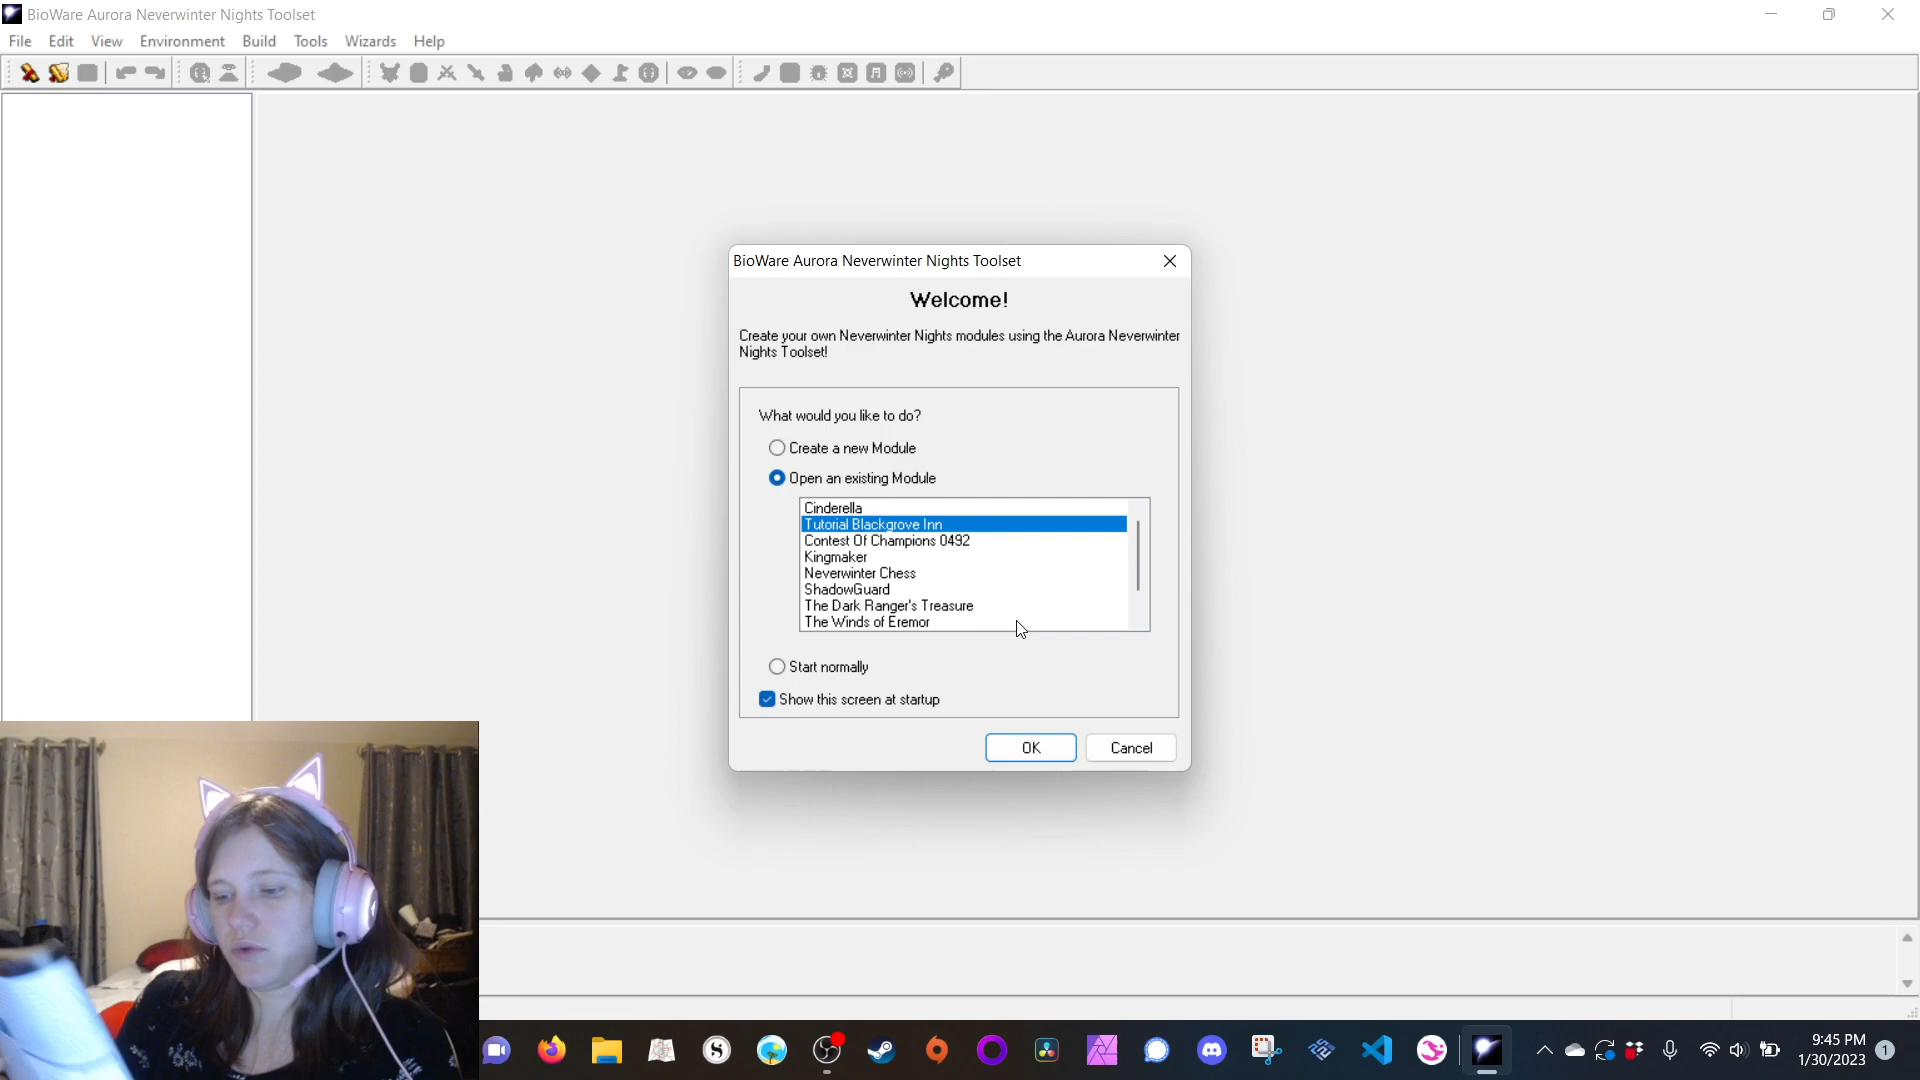 BioWare Aurora Neverwinter Nights Toolset
File Edit View Environment Build Tools Wizards Help
BioWare Aurora Neverwinter Nights Toolset
Welcome!
Create your own Neverwinter Nights modules using the Aurora Neverwinter
Nights Toolset!
What would you like to do?
Create a new Module
Open an existing Module
Cinderella
Tutorial Blackgrove Inn
Contest Of Champions 0492
Kingmaker
Neverwinter Chess
ShadowGuard
The Dark Ranger's Treasure
The Winds of Eremor
Start normally
Show this screen at startup
OK Cancel
9:45 PM
1/30/2023
1